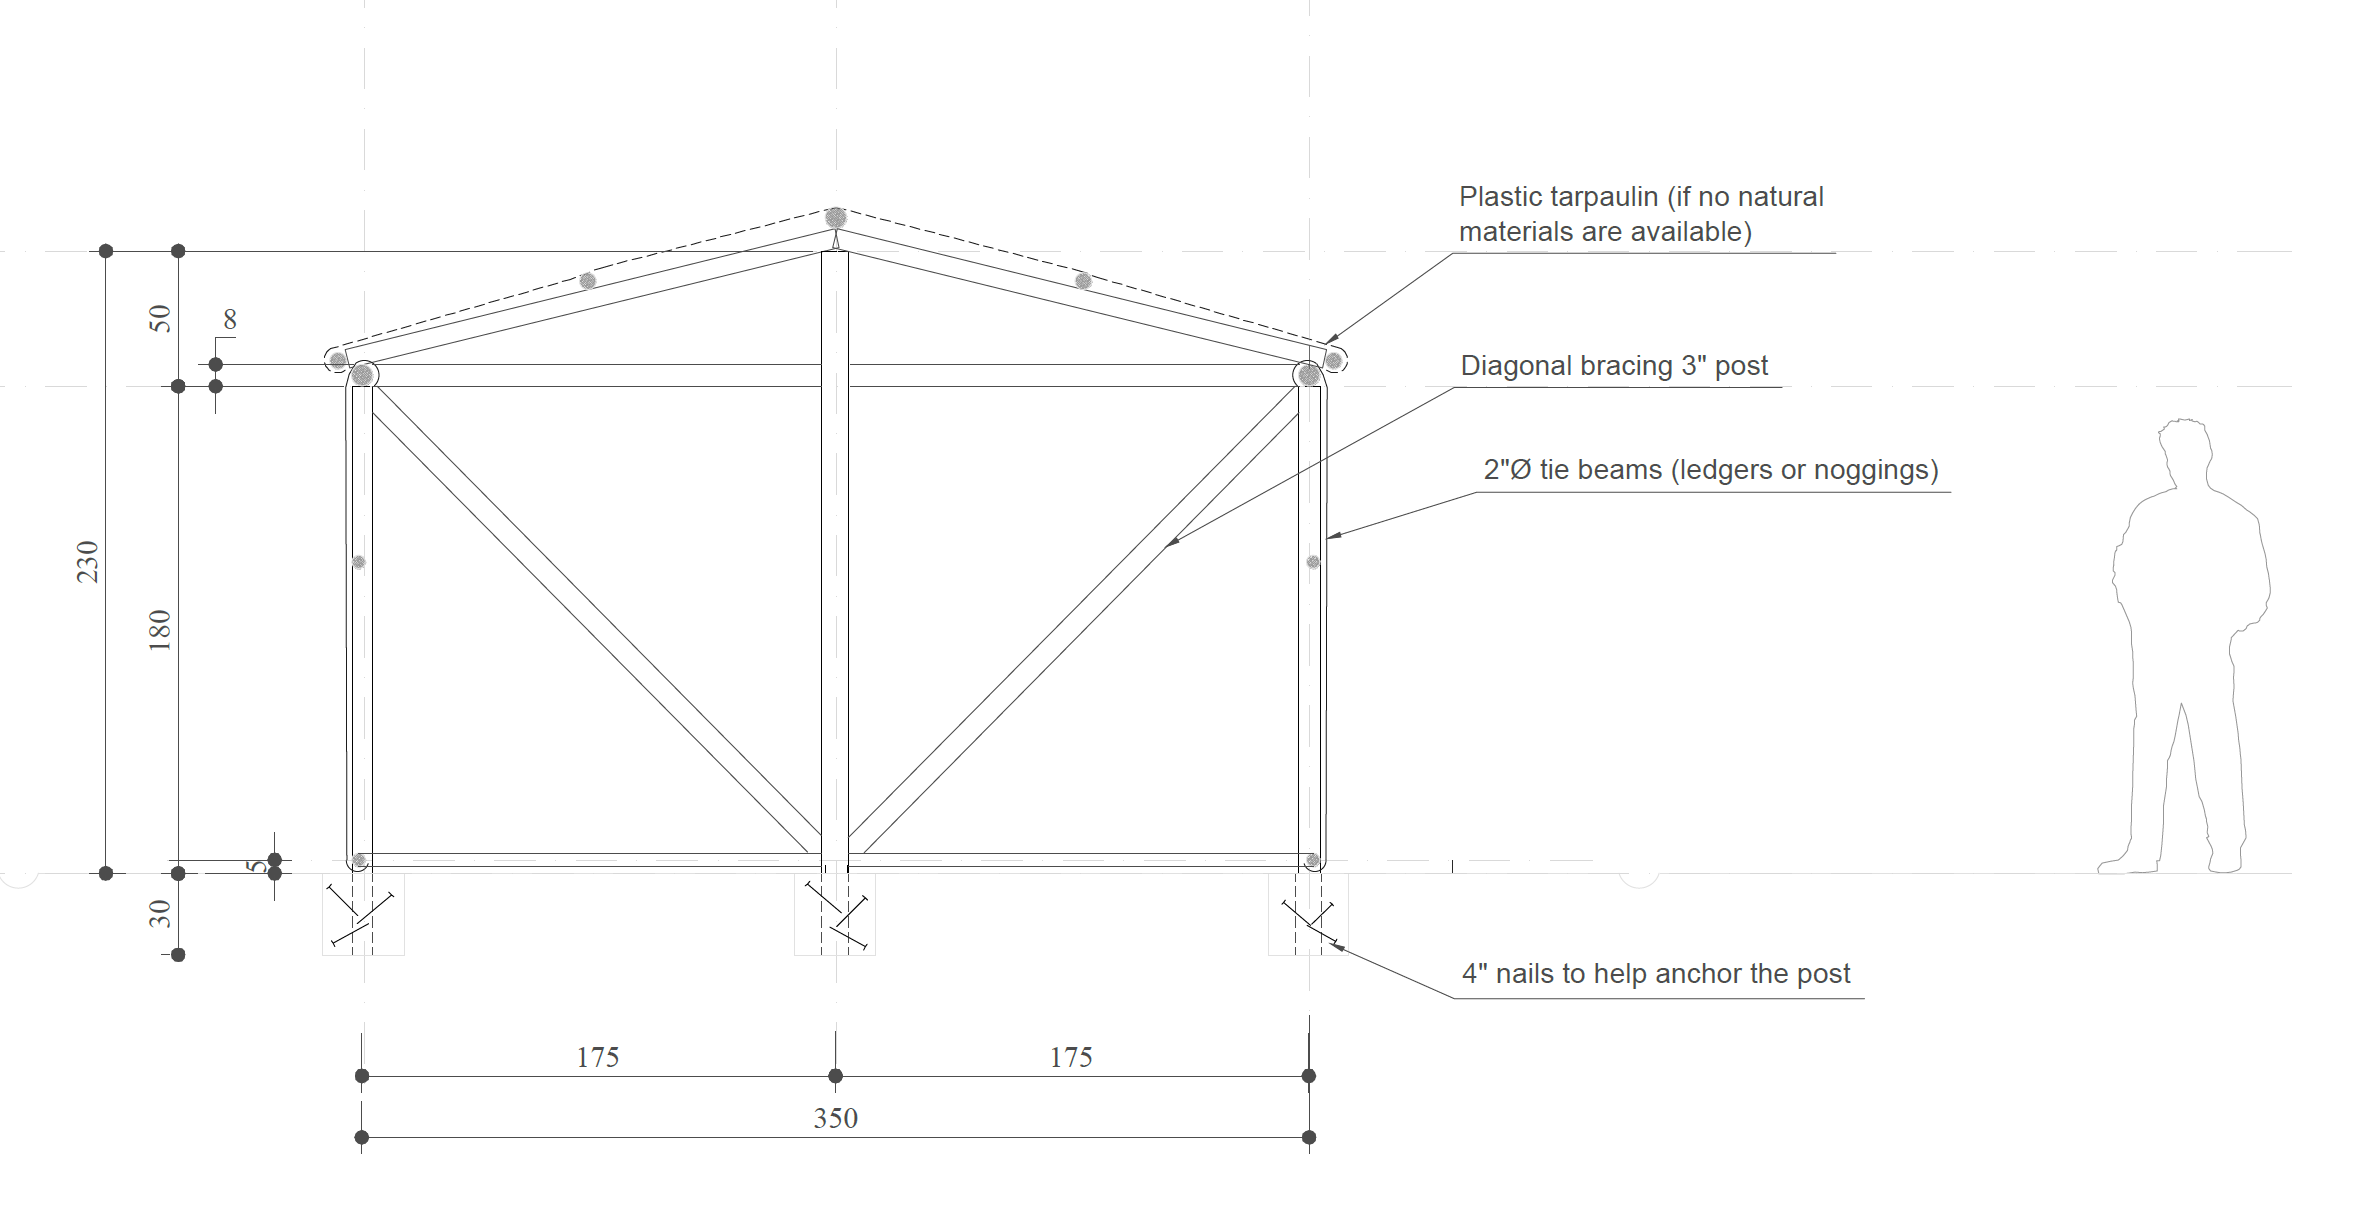 Plastic tarpaulin (if no natural
materials are available)
50
8
Diagonal bracing 3" post
2"Ø tie beams (ledgers or noggings)
230
180
5
30
4" nails to help anchor the post
175
175
350